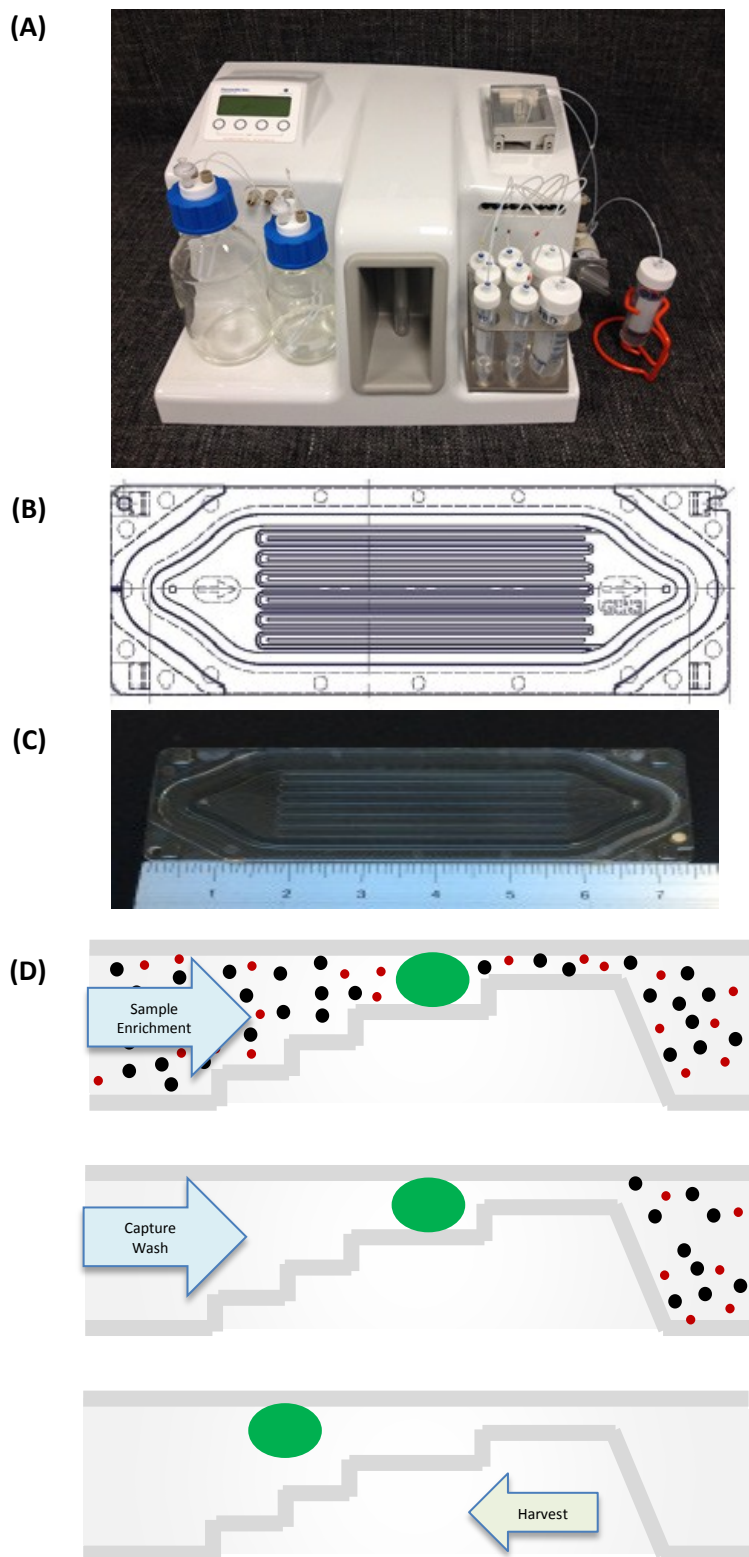 (A)
(B)
(C)
1 2 3 4 5 6 7
(D)
Sample
Enrichment
Capture
Wash
Harvest